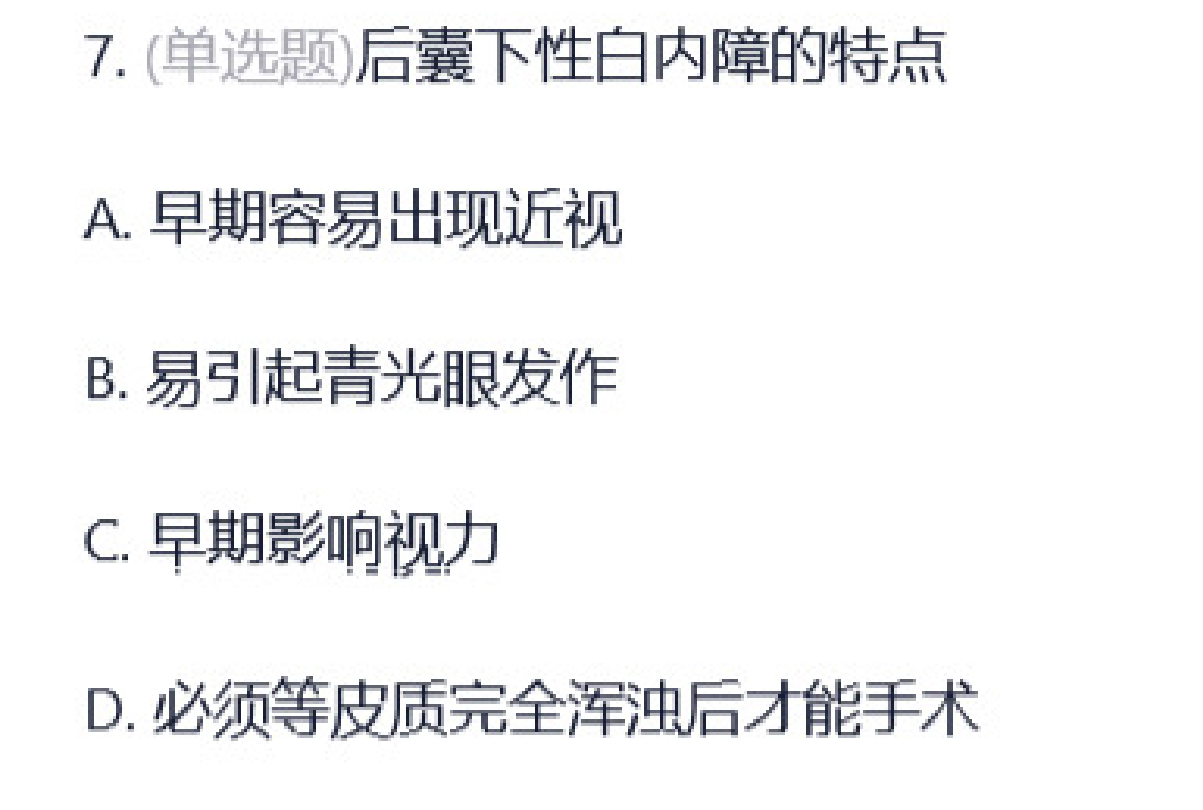 7. (单选题)后囊下性白内障的特点
A. 早期容易出现近视
B. 易引起青光眼发作
C. 早期影响视力
D. 必须等皮质完全浑浊后才能手术